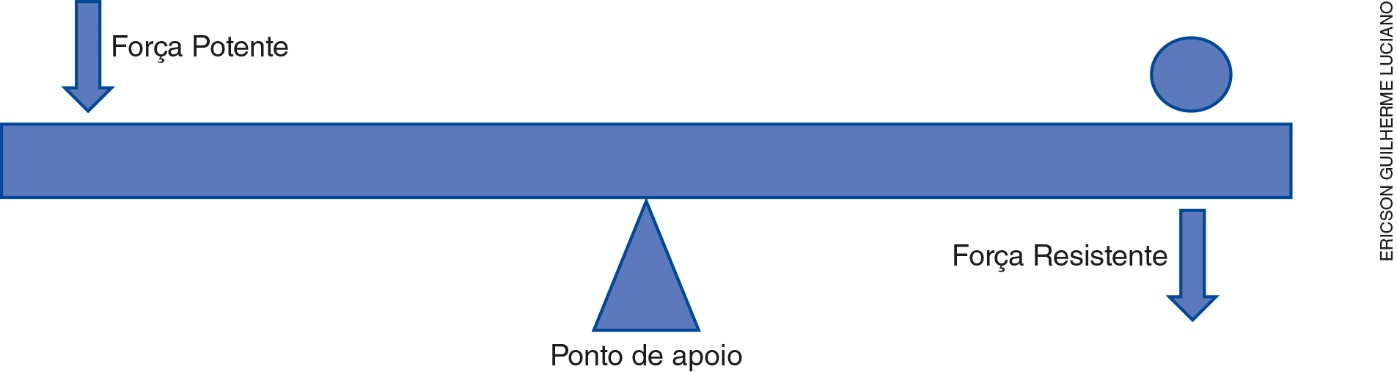 Força Potente
Força Resistente
Ponto de apoio
ERICSON GUILHERME LUCIANO